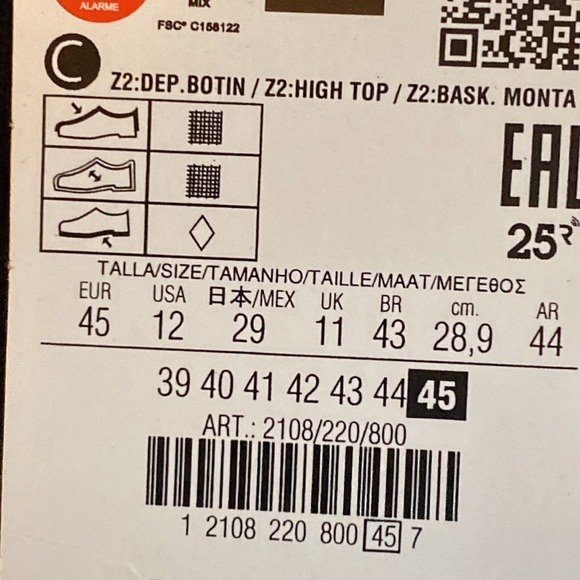 ALARME
MIX
FSC® C156122
C
Z2:DEP.BOTIN / Z2:HIGH TOP / Z2:BASK. MONTA
EAC
25
TALLA/SIZE/TAMANHO/TAILLE/MAAT/ΜΕΓΕΘΟΣ
EUR USA 日本/MEX UK BR cm. AR
45 12 29 11 43 28,9 44
39 40 41 42 43 44 45
ART.: 2108/220/800
1 2108 220 800 45 7